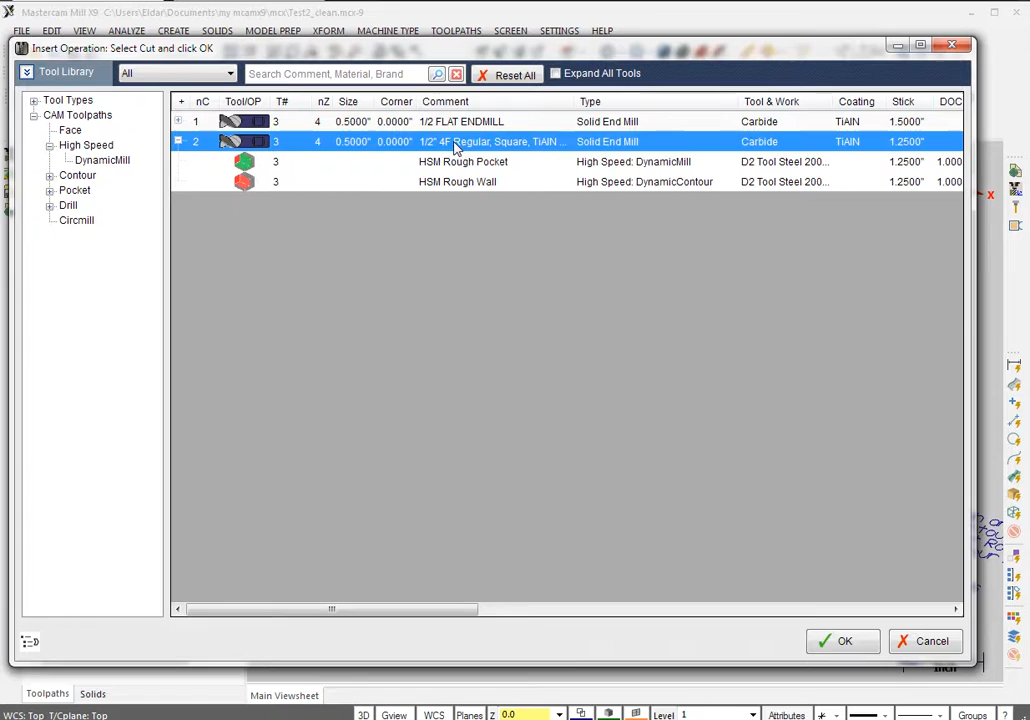 Mastercam Mill X9  C:\Users\Eldar\Documents\my mcamx9\mcx\Test2_clean.mcx-9
FILE EDIT VIEW ANALYZE CREATE SOLIDS MODEL PREP XFORM MACHINE TYPE TOOLPATHS SCREEN SETTINGS HELP
Insert Operation: Select Cut and click OK
Tool Library All Search Comment, Material, Brand Reset All Expand All Tools
Tool Types
CAM Toolpaths
Face
High Speed
DynamicMill
Contour
Pocket
Drill
Circmill
+ nC Tool/OP T# nZ Size Corner Comment Type Tool & Work Coating Stick DOC
1 3 4 0.5000" 0.0000" 1/2 FLAT ENDMILL Solid End Mill Carbide TiAlN 1.5000"
2 3 4 0.5000" 0.0000" 1/2" 4F Regular, Square, TiAlN ... Solid End Mill Carbide TiAlN 1.2500"
3 HSM Rough Pocket High Speed: DynamicMill D2 Tool Steel 200... 1.2500" 1.000
3 HSM Rough Wall High Speed: DynamicContour D2 Tool Steel 200... 1.2500" 1.000
X
OK Cancel
Inch
Toolpaths Solids Main Viewsheet
WCS: Top T/Cplane: Top 3D Gview WCS Planes Z 0.0 Level 1 Attributes Groups ?